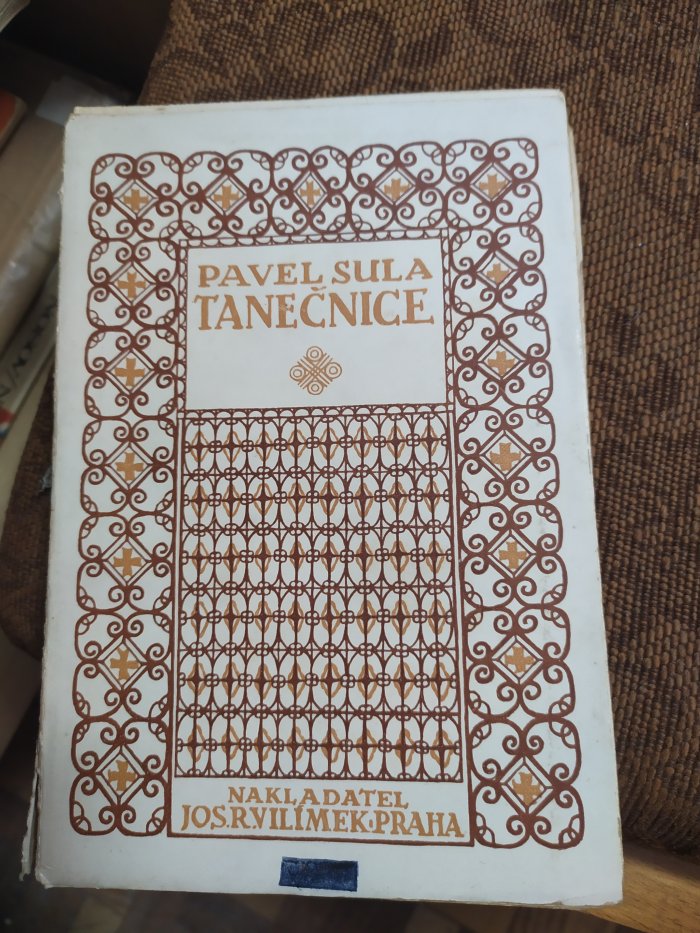 PAVEL SULA
TANEČNICE
NAKLADATEL
JOS.R.VILÍMEK·PRAHA